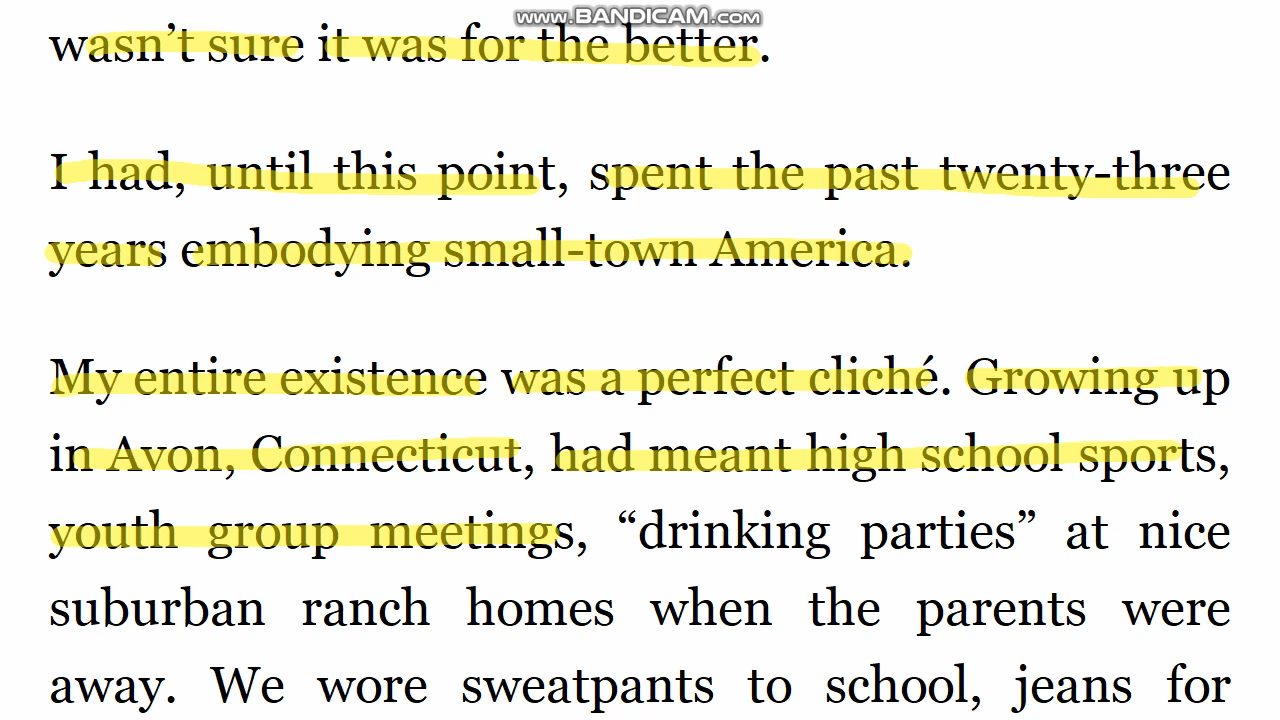 www.BANDICAM.com
wasn’t sure it was for the better.
I had, until this point, spent the past twenty-three
years embodying small-town America.
My entire existence was a perfect cliché. Growing up
in Avon, Connecticut, had meant high school sports,
youth group meetings, “drinking parties” at nice
suburban ranch homes when the parents were
away. We wore sweatpants to school, jeans for